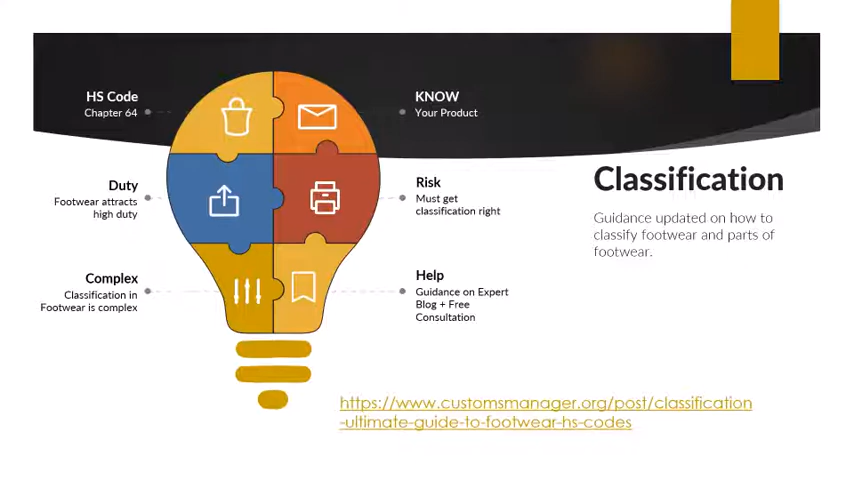 HS Code
Chapter 64
KNOW
Your Product
Duty
Footwear attracts
high duty
Risk
Must get
classification right
Complex
Classification in
Footwear is complex
Help
Guidance on Expert
Blog + Free
Consultation
Classification
Guidance updated on how to
classify footwear and parts of
footwear.
https://www.customsmanager.org/post/classification
-ultimate-guide-to-footwear-hs-codes